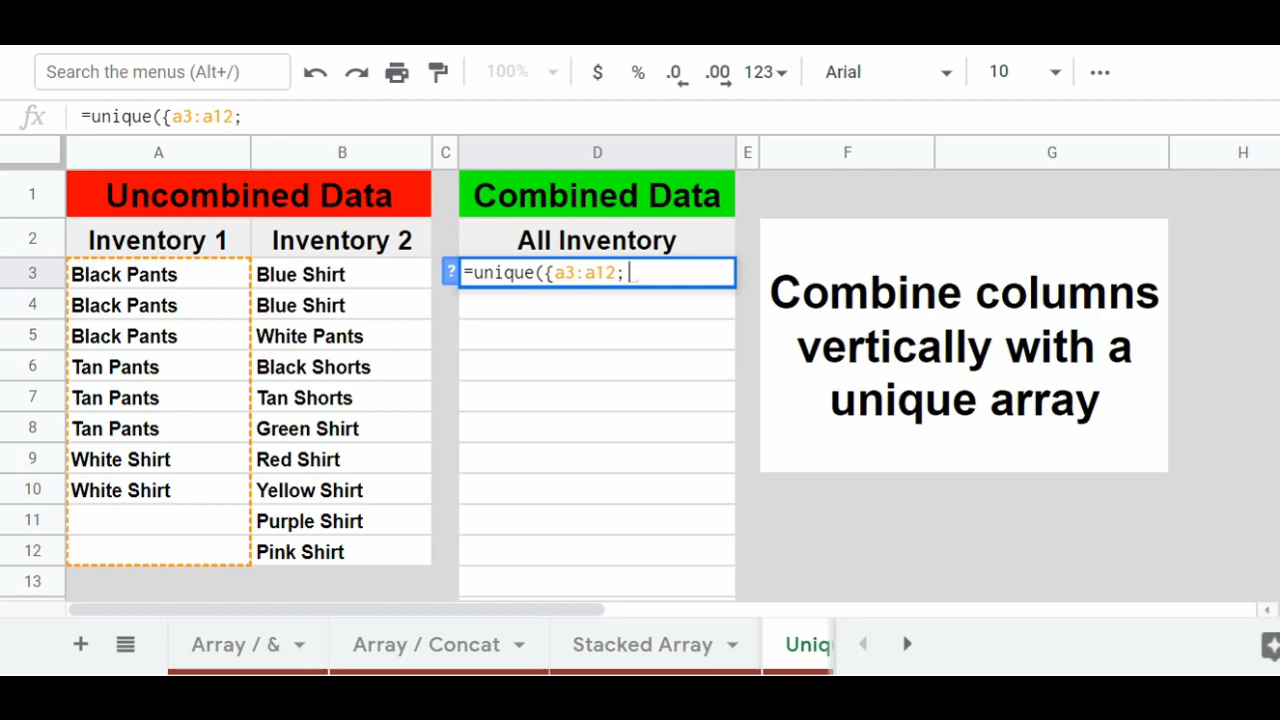 Search the menus (Alt+/)
100%
$ % .0 .00 123
Arial
10
fx =unique({a3:a12;
A B C D E F G H
1 Uncombined Data Combined Data
2 Inventory 1 Inventory 2 All Inventory
3 Black Pants Blue Shirt ? =unique({a3:a12;
4 Black Pants Blue Shirt
5 Black Pants White Pants
6 Tan Pants Black Shorts
7 Tan Pants Tan Shorts
8 Tan Pants Green Shirt
9 White Shirt Red Shirt
10 White Shirt Yellow Shirt
11 Purple Shirt
12 Pink Shirt
13
Combine columns
vertically with a
unique array
+ Array / & Array / Concat Stacked Array Uniq